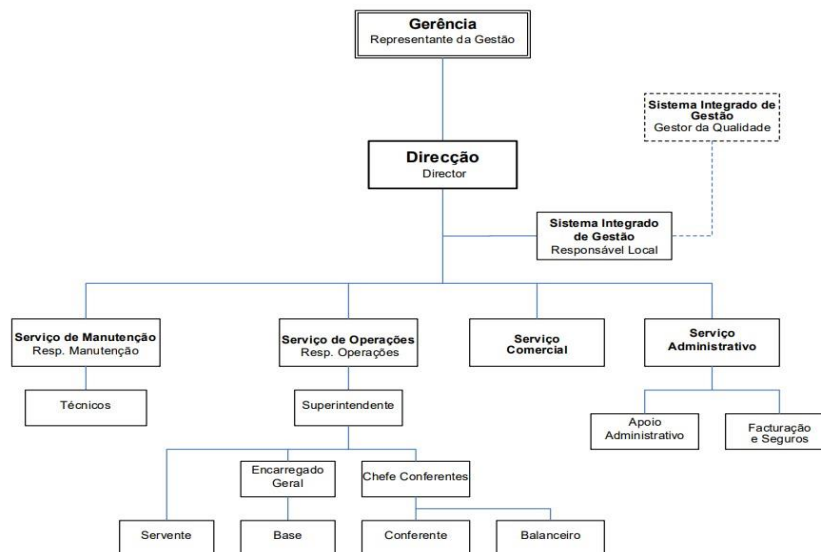 Gerência
Representante da Gestão
Sistema Integrado de
Gestão
Gestor da Qualidade
Direcção
Director
Sistema Integrado
de Gestão
Responsável Local
Serviço de Manutenção
Resp. Manutenção
Serviço de Operações
Resp. Operações
Serviço
Comercial
Serviço
Administrativo
Técnicos
Superintendente
Apoio
Administrativo
Facturação
e Seguros
Encarregado
Geral
Chefe Conferentes
Servente
Base
Conferente
Balanceiro